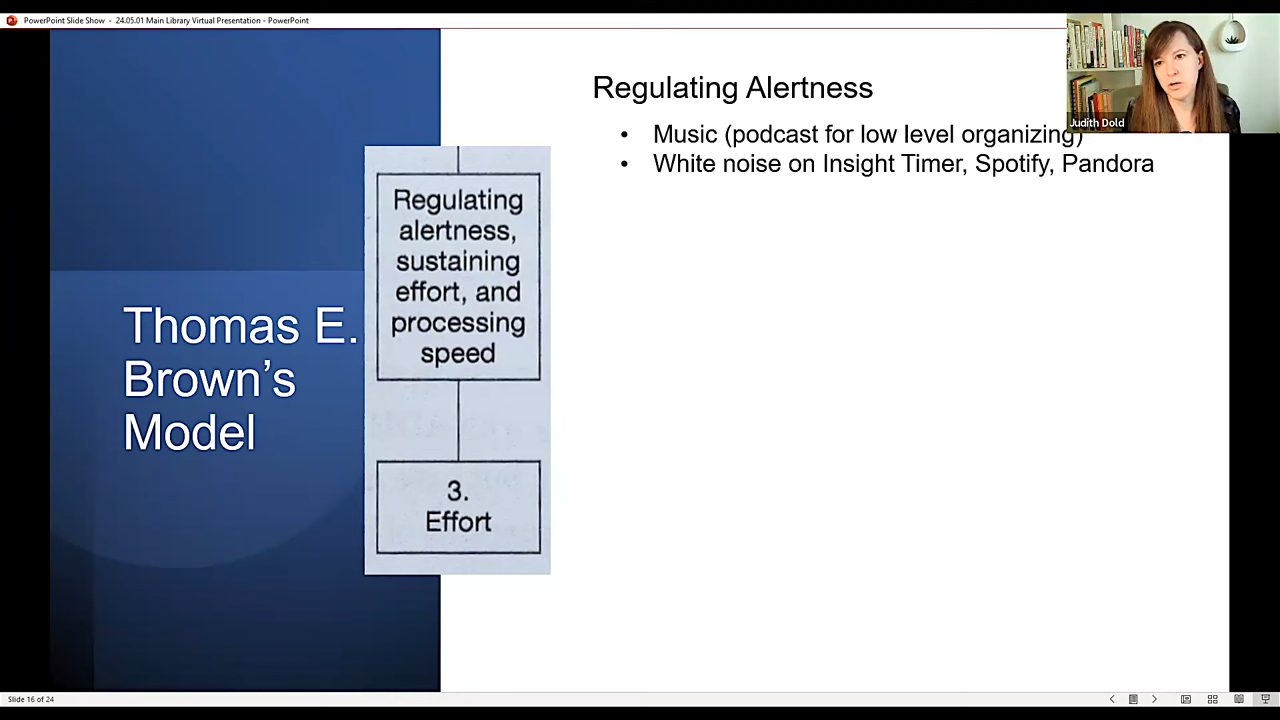 PowerPoint Slide Show - 24.05.01 Main Library Virtual Presentation - PowerPoint
Regulating Alertness
• Music (podcast for low level organizing)
• White noise on Insight Timer, Spotify, Pandora
Judith Dold
Thomas E.
Brown’s
Model
Regulating
alertness,
sustaining
effort, and
processing
speed
3.
Effort
Slide 16 of 24